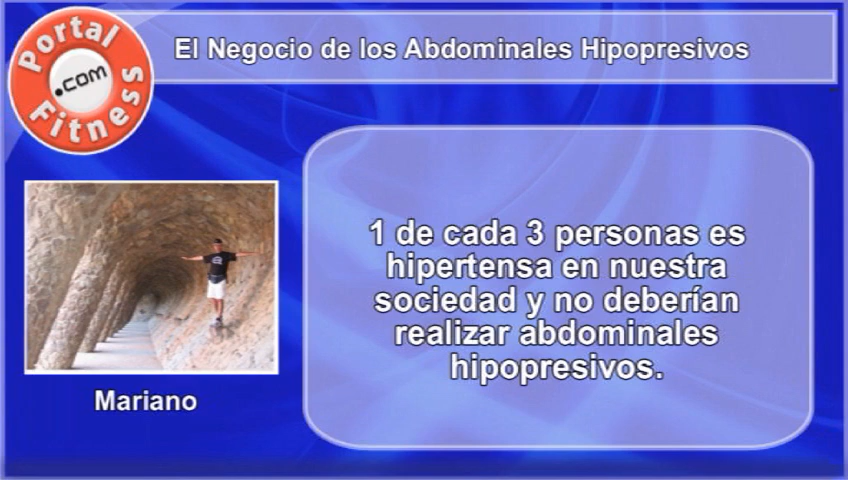 Portal
.com
Fitness
El Negocio de los Abdominales Hipopresivos
1 de cada 3 personas es
hipertensa en nuestra
sociedad y no deberían
realizar abdominales
hipopresivos.
Mariano